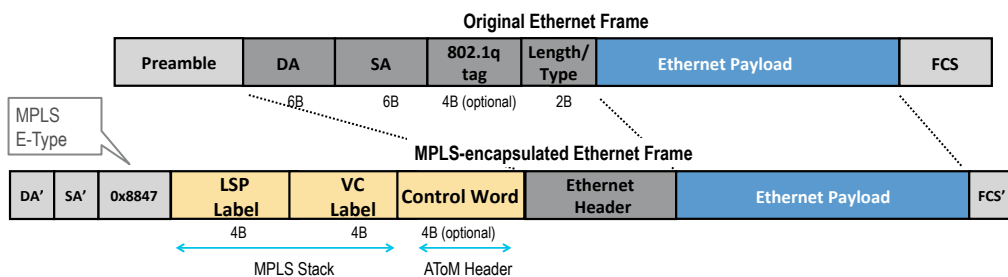 Original Ethernet Frame
Preamble DA SA 802.1q tag Length/ Type Ethernet Payload FCS
6B 6B 4B (optional) 2B
MPLS
E-Type
MPLS-encapsulated Ethernet Frame
DA' SA' 0x8847 LSP Label VC Label Control Word Ethernet Header Ethernet Payload FCS'
4B 4B 4B (optional)
MPLS Stack AToM Header